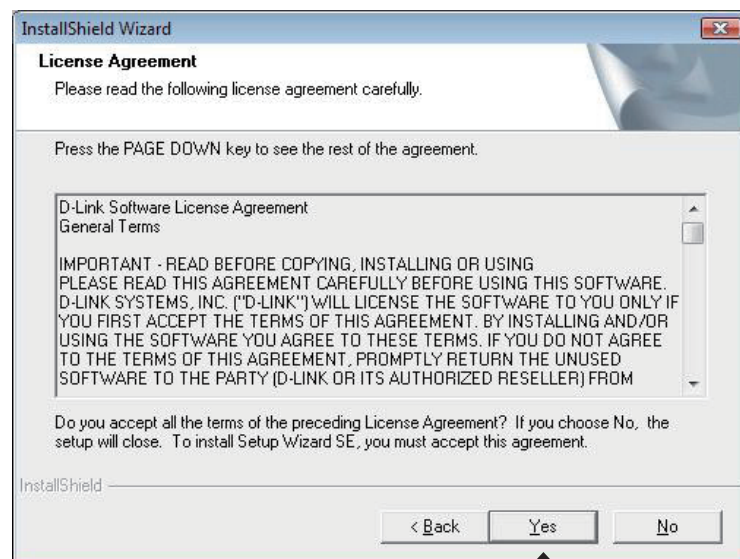 InstallShield Wizard
License Agreement
Please read the following license agreement carefully.
Press the PAGE DOWN key to see the rest of the agreement.
D-Link Software License Agreement
General Terms
IMPORTANT - READ BEFORE COPYING, INSTALLING OR USING
PLEASE READ THIS AGREEMENT CAREFULLY BEFORE USING THIS SOFTWARE.
D-LINK SYSTEMS, INC. ("D-LINK") WILL LICENSE THE SOFTWARE TO YOU ONLY IF
YOU FIRST ACCEPT THE TERMS OF THIS AGREEMENT. BY INSTALLING AND/OR
USING THE SOFTWARE YOU AGREE TO THESE TERMS. IF YOU DO NOT AGREE
TO THE TERMS OF THIS AGREEMENT, PROMPTLY RETURN THE UNUSED
SOFTWARE TO THE PARTY (D-LINK OR ITS AUTHORIZED RESELLER) FROM
Do you accept all the terms of the preceding License Agreement? If you choose No, the
setup will close. To install Setup Wizard SE, you must accept this agreement.
InstallShield
< Back Yes No